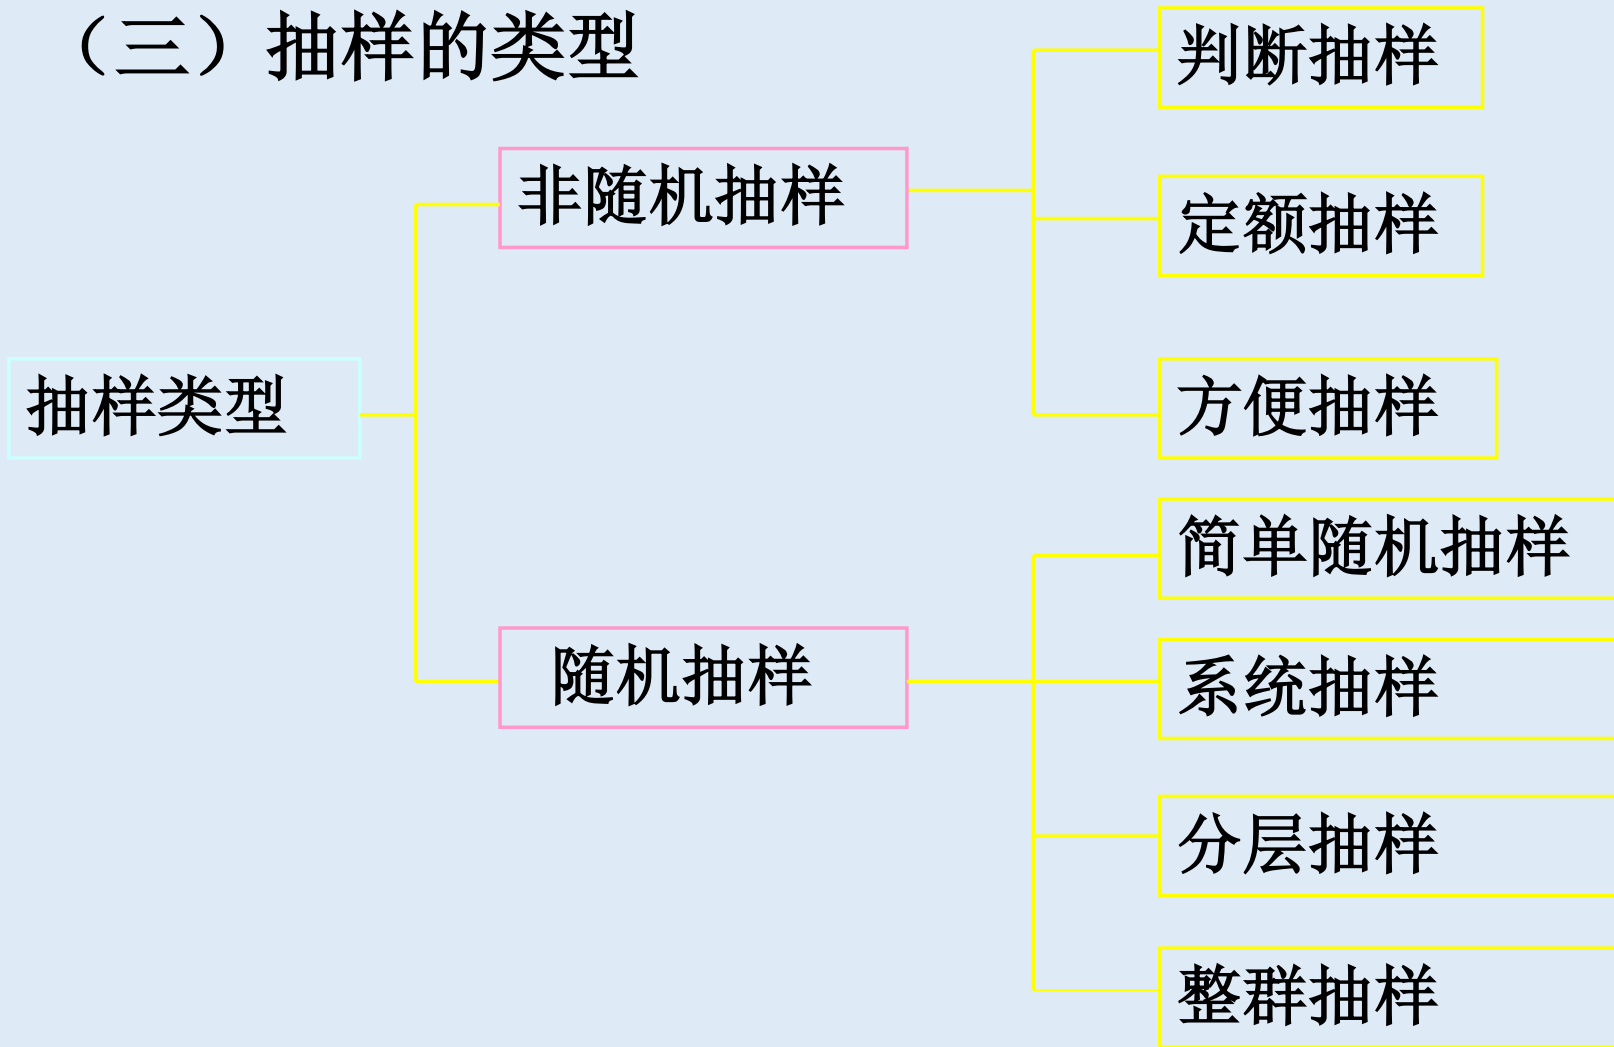 （三）抽样的类型
判断抽样
非随机抽样
定额抽样
抽样类型
方便抽样
简单随机抽样
随机抽样
系统抽样
分层抽样
整群抽样